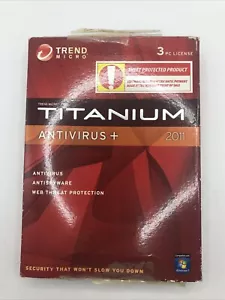 TREND
MICRO
3 PC LICENSE
PROTECTED PRODUCT
TITANIUM
ANTIVIRUS +
2011
ANTIVIRUS
ANTISPYWARE
WEB THREAT PROTECTION
SECURITY THAT WON'T SLOW YOU DOWN